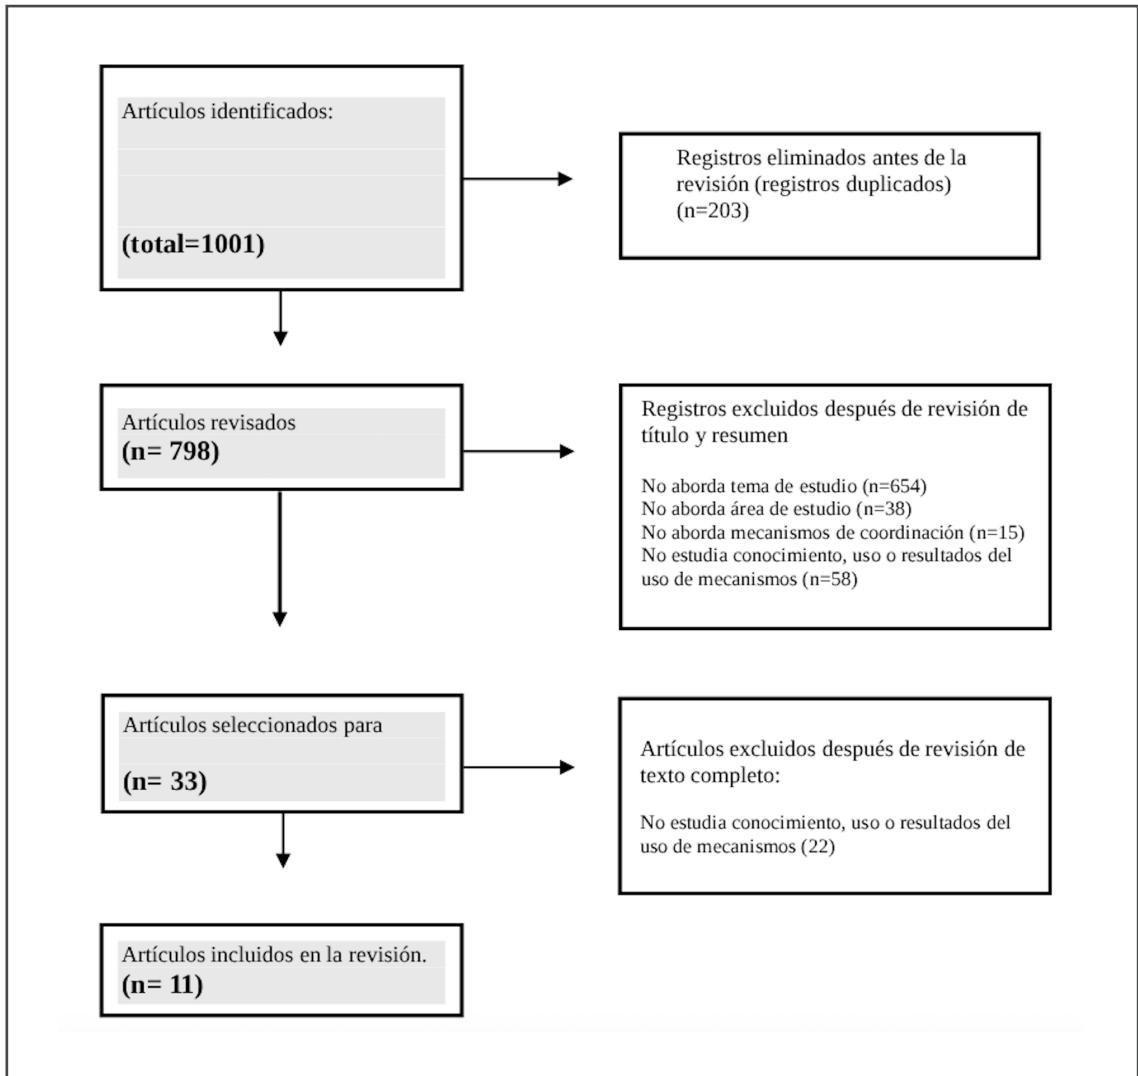 Artículos identificados:
(total=1001)
Registros eliminados antes de la
revisión (registros duplicados)
(n=203)
Artículos revisados
(n= 798)
Registros excluidos después de revisión de
título y resumen
No aborda tema de estudio (n=654)
No aborda área de estudio (n=38)
No aborda mecanismos de coordinación (n=15)
No estudia conocimiento, uso o resultados del
uso de mecanismos (n=58)
Artículos seleccionados para
(n= 33)
Artículos excluidos después de revisión de
texto completo:
No estudia conocimiento, uso o resultados del
uso de mecanismos (22)
Artículos incluidos en la revisión.
(n= 11)